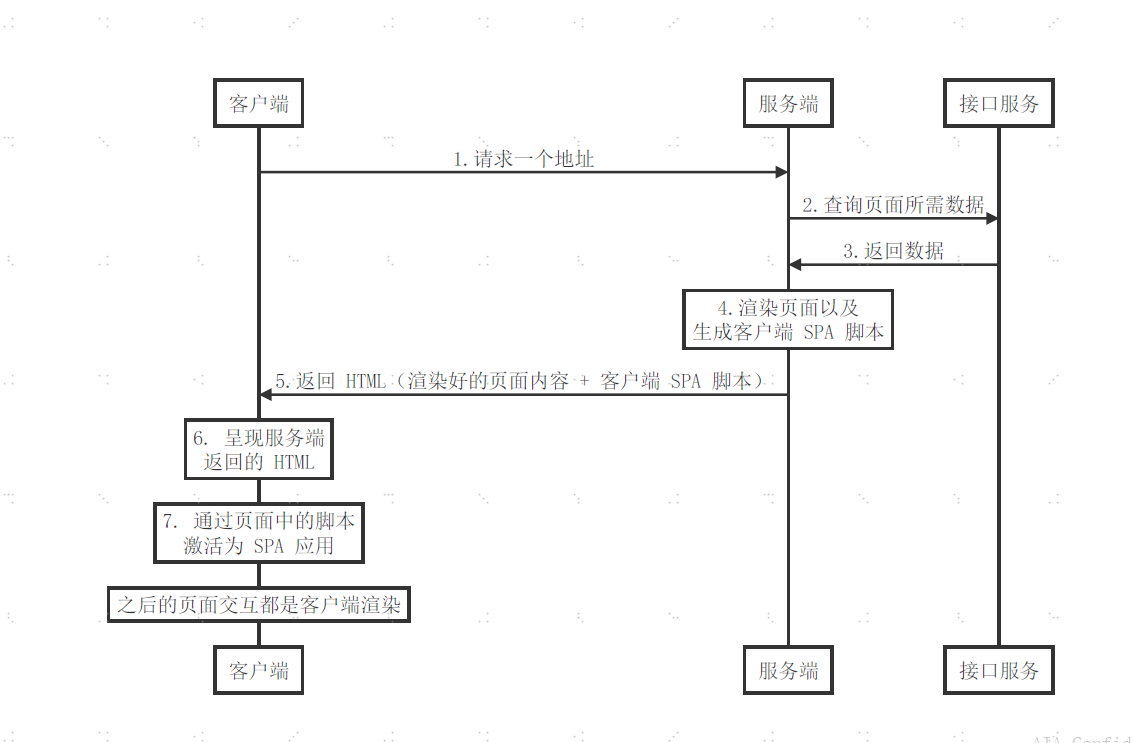 客户端 服务端 接口服务
1.请求一个地址
2.查询页面所需数据
3.返回数据
4.渲染页面以及
生成客户端 SPA 脚本
5.返回 HTML（渲染好的页面内容 + 客户端 SPA 脚本）
6. 呈现服务端
返回的 HTML
7. 通过页面中的脚本
激活为 SPA 应用
之后的页面交互都是客户端渲染
客户端 服务端 接口服务